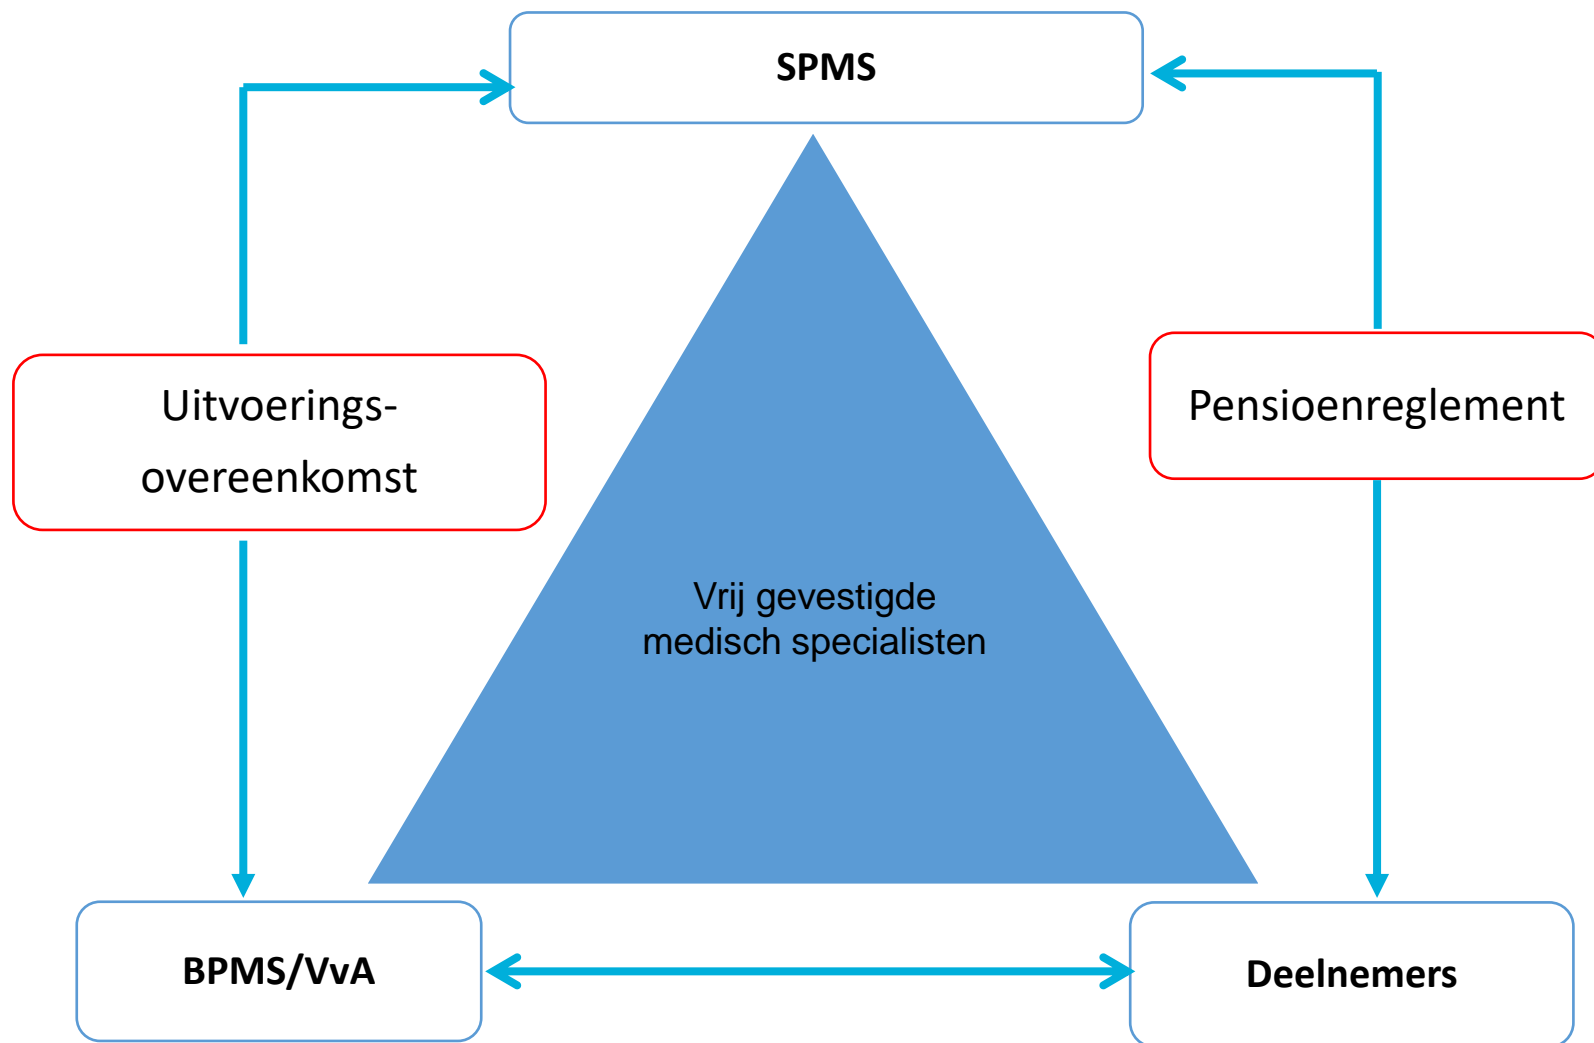 SPMS
Uitvoerings-
overeenkomst
Pensioenreglement
Vrij gevestigde
medisch specialisten
BPMS/VvA
Deelnemers